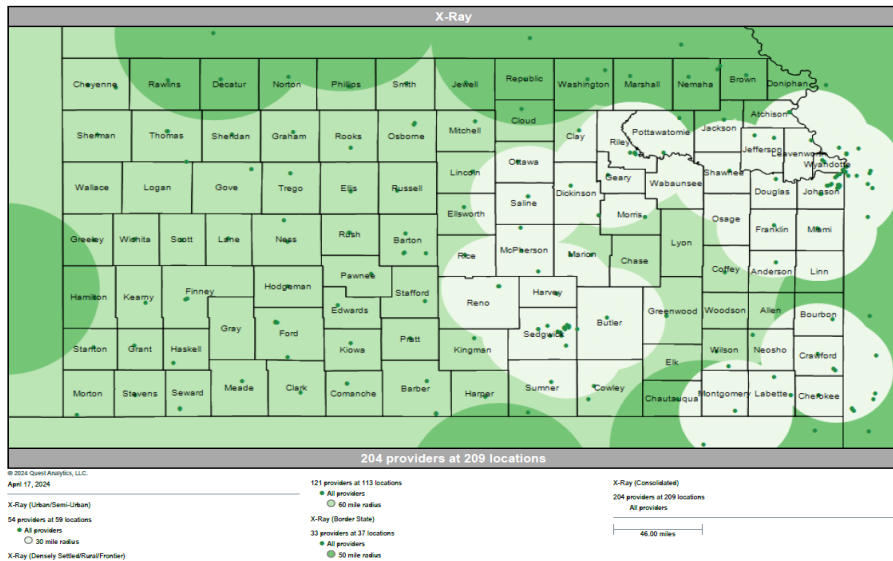 X-Ray
Cheyenne Rawlins Decatur Norton Phillips Smith Jewell Republic Washington Marshall Nemaha Brown Doniphan
Atchison
Sherman Thomas Sheridan Graham Rooks Osborne Mitchell Cloud Clay Riley Pottawatomie Jackson
Jefferson Leavenworth
Wyandotte
Wallace Logan Gove Trego Ellis Russell Lincoln Ottawa Dickinson Geary Wabaunsee Shawnee Douglas Johnson
Saline
Ellsworth Morris Osage
Greeley Wichita Scott Lane Ness Rush Barton McPherson Marion Chase Lyon Franklin Miami
Rice
Hamilton Kearny Finney Hodgeman Pawnee Stafford Reno Harvey Coffey Anderson Linn
Gray Ford Edwards Sedgwick Butler Greenwood Woodson Allen Bourbon
Stanton Grant Haskell Kiowa Pratt Kingman Elk Wilson Neosho Crawford
Morton Stevens Seward Meade Clark Comanche Barber Harper Sumner Cowley Chautauqua Montgomery Labette Cherokee
204 providers at 209 locations
© 2024 Quest Analytics, LLC.
April 17, 2024
X-Ray (Urban/Semi-Urban)
54 providers at 59 locations
All providers
30 mile radius
X-Ray (Densely Settled/Rural/Frontier)
121 providers at 113 locations
All providers
60 mile radius
X-Ray (Border State)
33 providers at 37 locations
All providers
50 mile radius
X-Ray (Consolidated)
204 providers at 209 locations
All providers
46.00 miles